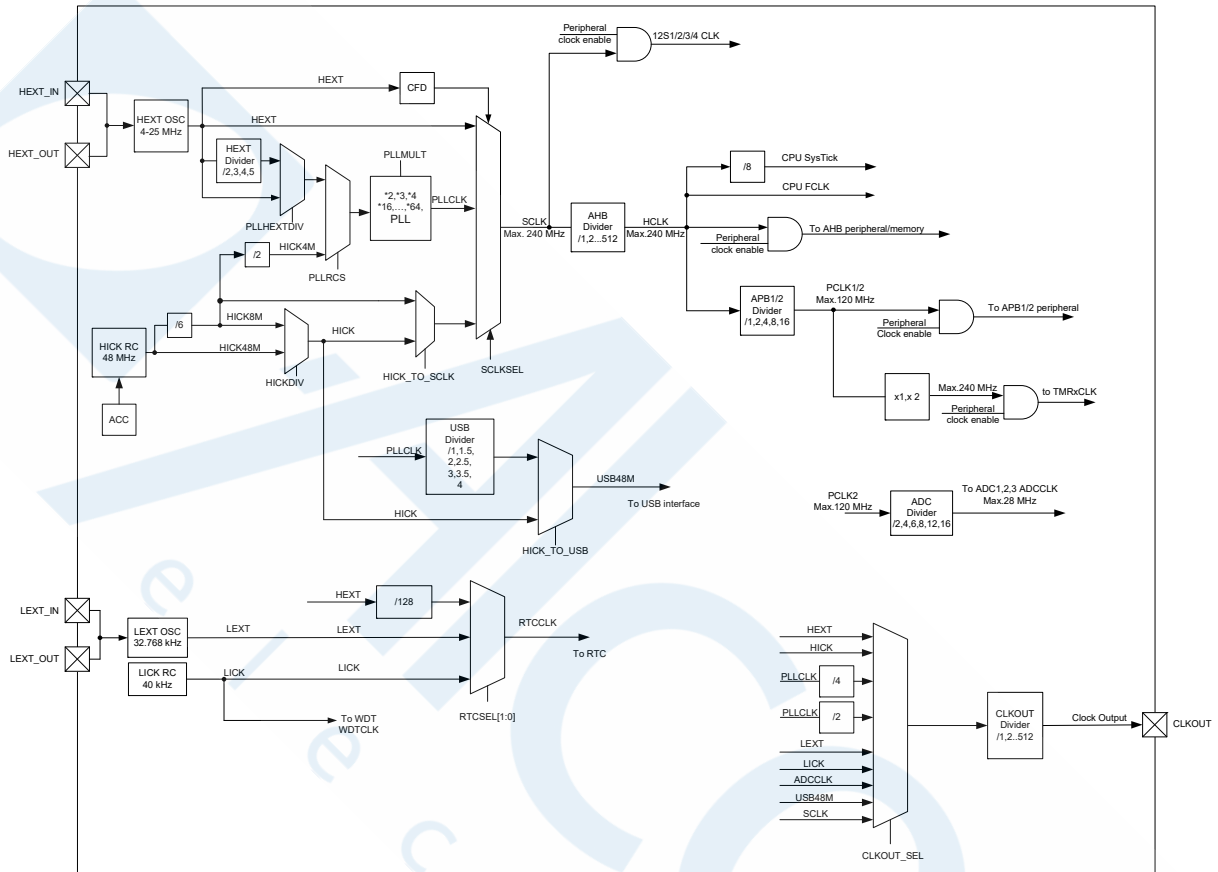 Peripheral
clock enable
12S1/2/3/4 CLK
HEXT_IN
HEXT_OUT
HEXT OSC
4-25 MHz
HEXT
CFD
HEXT
HEXT
Divider
/2,3,4,5
PLLHEXTDIV
PLLMULT
*2,*3,*4
*16,...,*64,
PLL
PLLCLK
/2
HICK4M
PLLRCS
/6
HICK8M
HICK RC
48 MHz
HICK48M
HICKDIV
HICK
HICK_TO_SCLK
SCLKSEL
ACC
SCLK
Max. 240 MHz
AHB
Divider
/1,2...512
HCLK
Max.240 MHz
/8
CPU SysTick
CPU FCLK
Peripheral
clock enable
To AHB peripheral/memory
APB1/2
Divider
/1,2,4,8,16
PCLK1/2
Max.120 MHz
Peripheral
Clock enable
To APB1/2 peripheral
x1,x 2
Max.240 MHz
Peripheral
clock enable
to TMRxCLK
PLLCLK
USB
Divider
/1,1.5,
2,2.5,
3,3.5,
4
HICK
HICK_TO_USB
USB48M
To USB interface
PCLK2
Max.120 MHz
ADC
Divider
/2,4,6,8,12,16
To ADC1,2,3 ADCCLK
Max.28 MHz
LEXT_IN
LEXT_OUT
LEXT OSC
32.768 kHz
LICK RC
40 kHz
HEXT
/128
LEXT
LEXT
LICK
LICK
RTCSEL[1:0]
RTCCLK
To RTC
To WDT
WDTCLK
HEXT
HICK
PLLCLK
/4
PLLCLK
/2
LEXT
LICK
ADCCLK
USB48M
SCLK
CLKOUT_SEL
CLKOUT
Divider
/1,2..512
Clock Output
CLKOUT